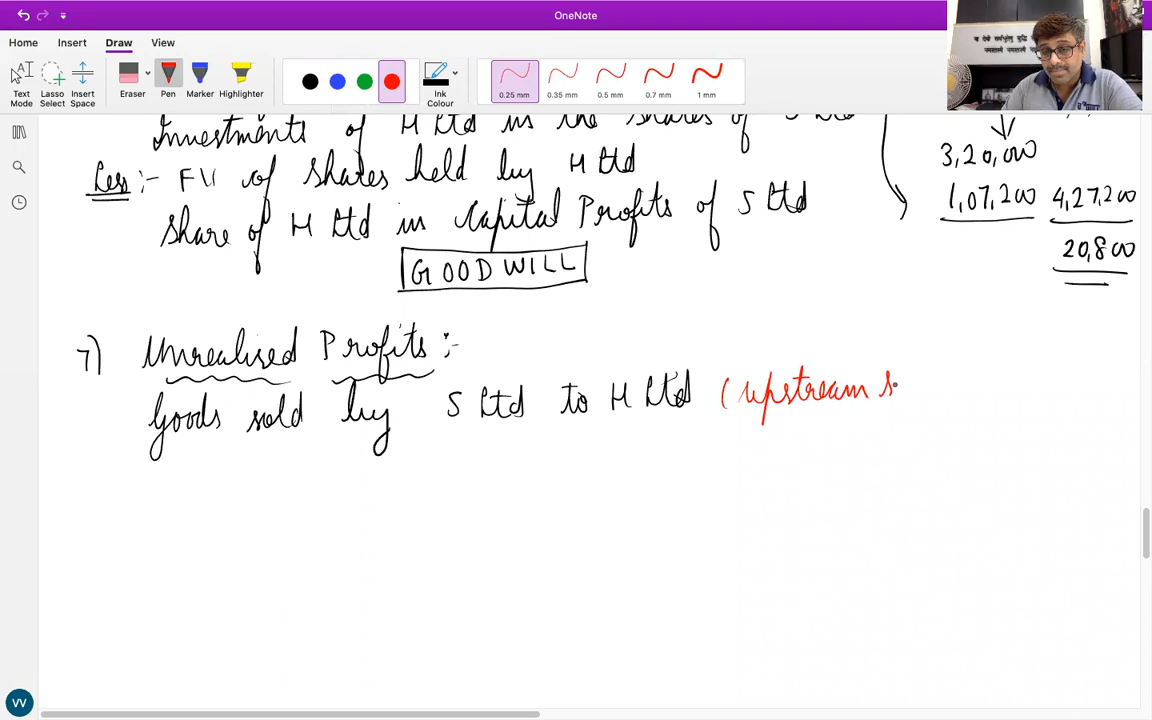 OneNote
Home Insert Draw View
Text Mode
Lasso Select
Insert Space
Eraser
Pen
Marker
Highlighter
Ink Colour
0.25 mm 0.35 mm 0.5 mm 0.7 mm 1 mm
Investments of H Ltd in the shares of S Ltd
3,20,000
Less:- FV of shares held by H Ltd
1,07,200 4,27,200
share of H Ltd in Capital Profits of S Ltd
20,800
GOODWILL
7) Unrealised Profits:-
Goods sold by S Ltd to H Ltd (upstream s
VV